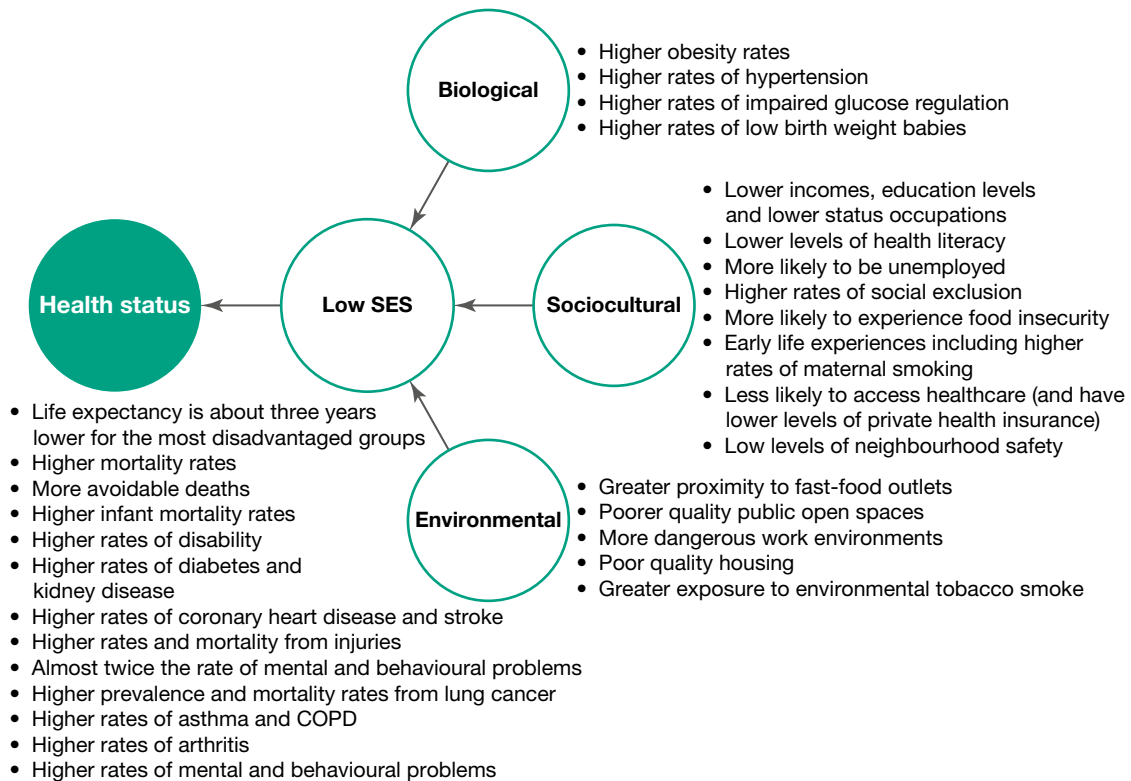 Biological
• Higher obesity rates
• Higher rates of hypertension
• Higher rates of impaired glucose regulation
• Higher rates of low birth weight babies
Health status
Low SES
Sociocultural
• Lower incomes, education levels
and lower status occupations
• Lower levels of health literacy
• More likely to be unemployed
• Higher rates of social exclusion
• More likely to experience food insecurity
• Early life experiences including higher
rates of maternal smoking
• Less likely to access healthcare (and have
lower levels of private health insurance)
• Low levels of neighbourhood safety
Environmental
• Greater proximity to fast-food outlets
• Poorer quality public open spaces
• More dangerous work environments
• Poor quality housing
• Greater exposure to environmental tobacco smoke
• Life expectancy is about three years
lower for the most disadvantaged groups
• Higher mortality rates
• More avoidable deaths
• Higher infant mortality rates
• Higher rates of disability
• Higher rates of diabetes and
kidney disease
• Higher rates of coronary heart disease and stroke
• Higher rates and mortality from injuries
• Almost twice the rate of mental and behavioural problems
• Higher prevalence and mortality rates from lung cancer
• Higher rates of asthma and COPD
• Higher rates of arthritis
• Higher rates of mental and behavioural problems